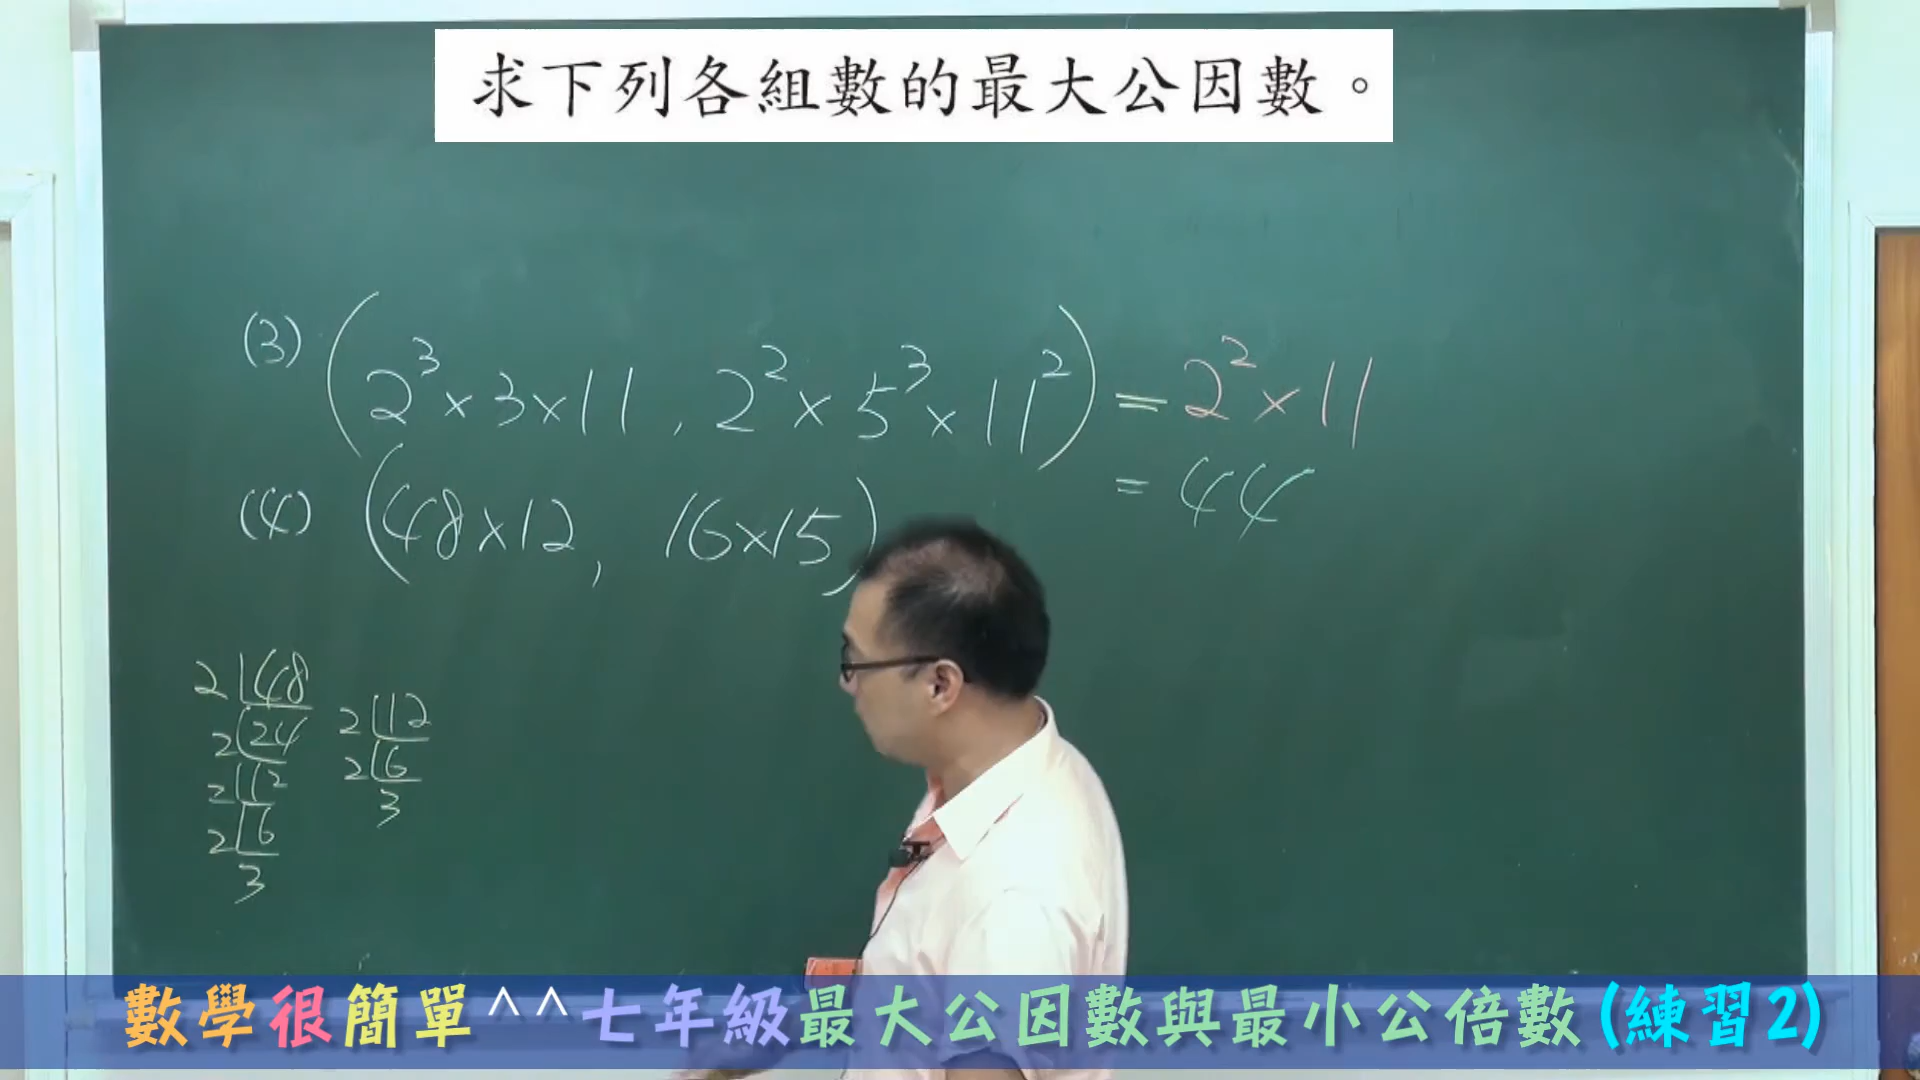 求下列各組數的最大公因數。
(3) (2³×3×11, 2²×5³×11²) = 2²×11
= 44
(4) (48×12, 16×15)
2 48
2 24
2 12
2 6
3
2 12
2 6
3
數學很簡單^^七年級最大公因數與最小公倍數(練習2)